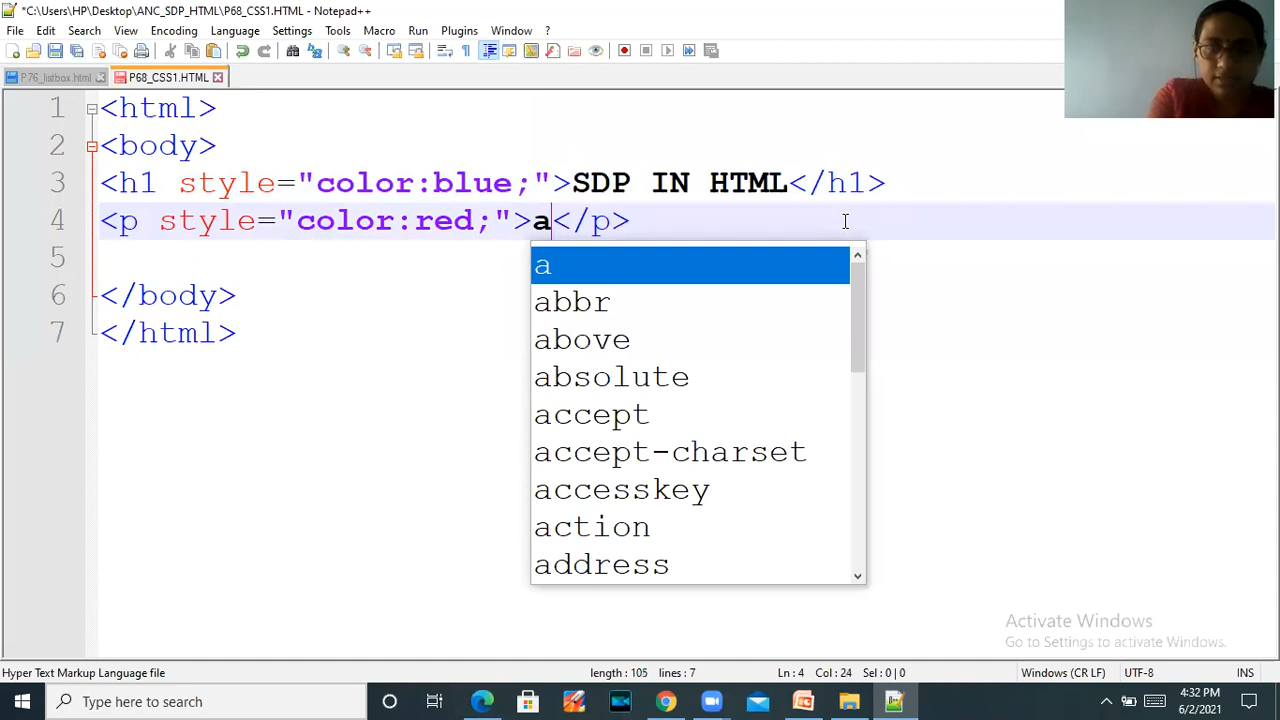 *C:\Users\HP\Desktop\ANC_SDP_HTML\P68_CSS1.HTML - Notepad++
File Edit Search View Encoding Language Settings Tools Macro Run Plugins Window ?
P76_listbox.html P68_CSS1.HTML
1 <html>
2 <body>
3 <h1 style="color:blue;">SDP IN HTML</h1>
4 <p style="color:red;">a</p>
5
6 </body>
7 </html>
a
abbr
above
absolute
accept
accept-charset
accesskey
action
address
Activate Windows
Go to Settings to activate Windows.
Hyper Text Markup Language file length : 105 lines : 7 Ln : 4 Col : 24 Sel : 0 | 0 Windows (CR LF) UTF-8 INS
Type here to search
4:32 PM
6/2/2021